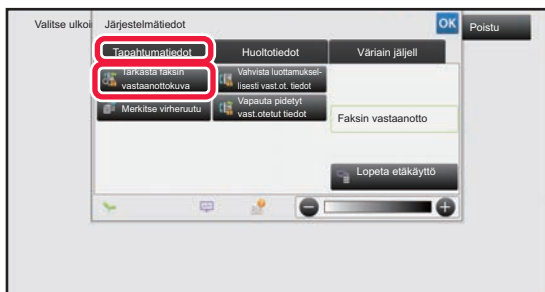 Valitse ulkoi
Järjestelmätiedot
OK
Poistu
Tapahtumatiedot
Huoltotiedot
Väriain jäljell
Tarkasta faksin
vastaanottokuva
Vahvista luottamuksel-
lisesti vast.ot. tiedot
Merkitse virheruutu
Vapauta pidetyt
vast.otetut tiedot
Faksin vastaanotto
Lopeta etäkäyttö